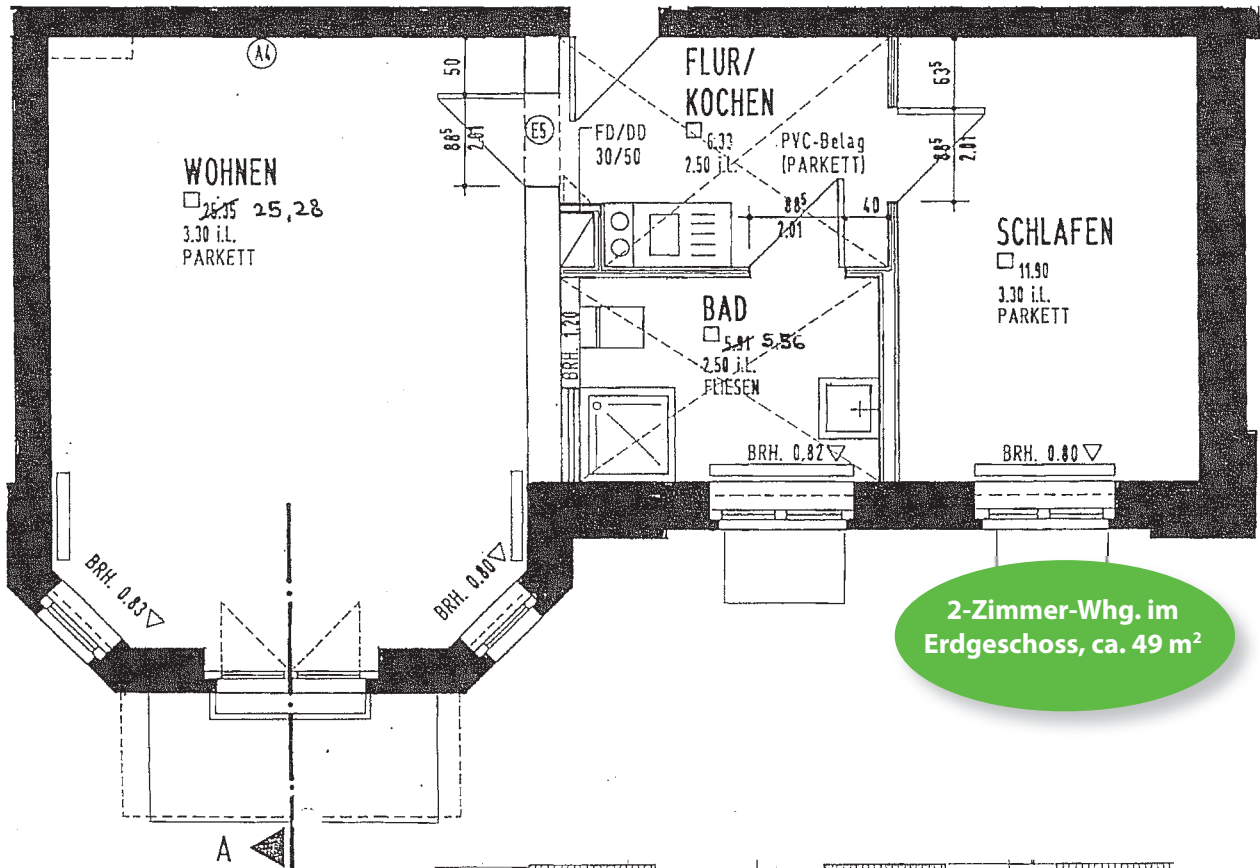 A4
50
88⁵
2.01
E5
WOHNEN
25.35 25,28
3.30 i.L.
PARKETT
FLUR/
KOCHEN
6.33
2.50 i.L.
PVC-Belag
(PARKETT)
FD/DD
30/50
88⁵
2.01
40
63⁵
88⁵
2.01
SCHLAFEN
11.90
3.30 i.L.
PARKETT
BAD
5.91 5.56
2.50 i.L.
FLIESEN
BRH. 1.20
BRH. 0.82
BRH. 0.80
BRH. 0.83
BRH. 0.80
2-Zimmer-Whg. im
Erdgeschoss, ca. 49 m²
A